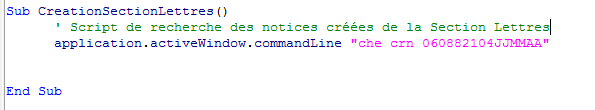 Sub CreationSectionLettres()
' Script de recherche des notices créées de la Section Lettres
application.activeWindow.commandLine "che crn 060882104JJMMAA"
End Sub